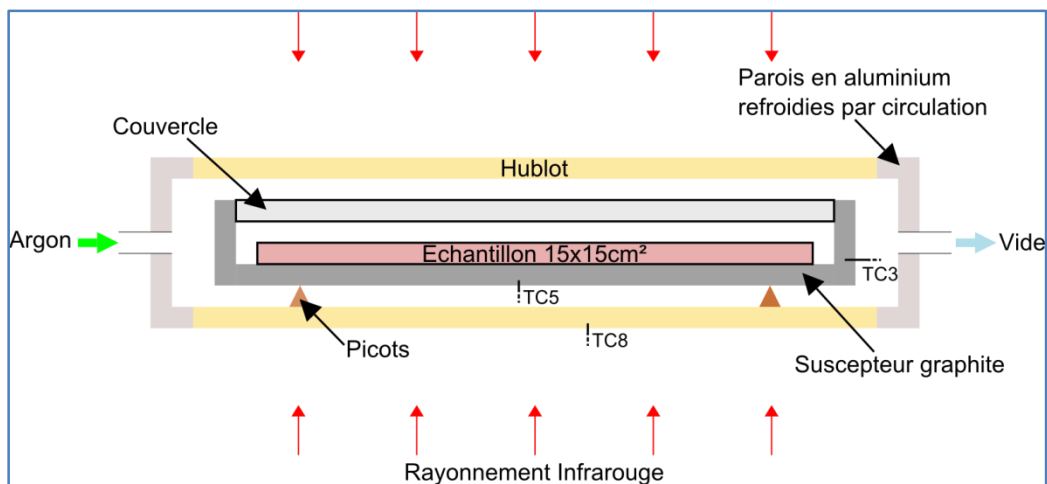 Parois en aluminium
refroidies par circulation
Couvercle
Hublot
Argon
Vide
Echantillon 15x15cm²
TC3
TC5
TC8
Picots
Suscepteur graphite
Rayonnement Infrarouge